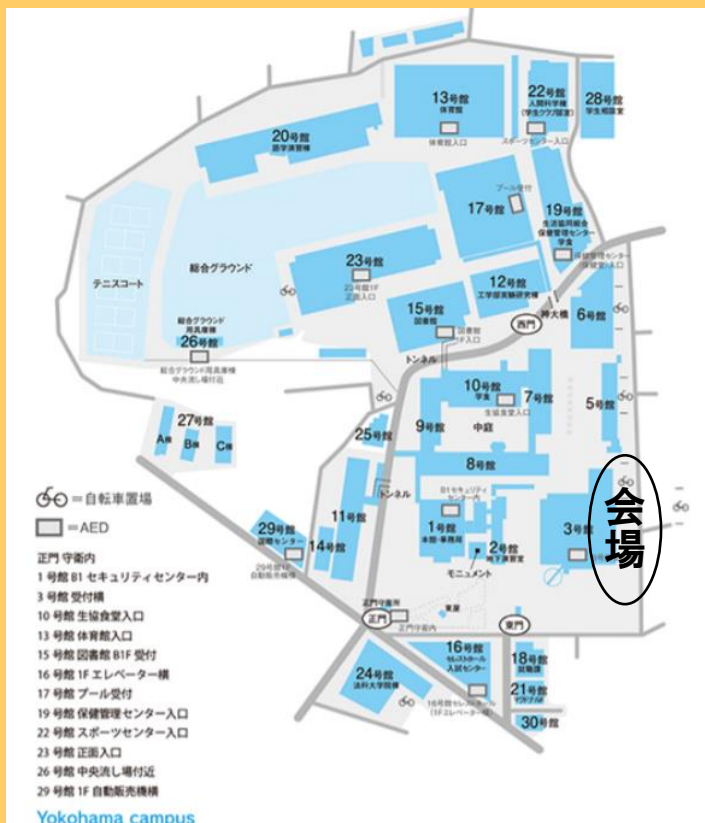 13号館
体育館
体育館入口
22号館
人間科学棟
(学生クラブ部室)
スポーツセンター入口
28号館
学生相談室
20号館
語学演習棟
プール受付
17号館
19号館
生活協同組合
保健管理センター
学食
保健管理センター
テニスコート
総合グラウンド
23号館
23号館1F
正面入口
12号館
工学部実験研究棟
神大橋
15号館
図書館
図書館
1F入口
西門
6号館
総合グラウンド
用具庫棟
26号館
総合グラウンド用具庫棟
中央流し場付近
トンネル
10号館
学食
生協食堂入口
7号館
5号館
9号館
中庭
27号館
A棟
B棟
C棟
25号館
8号館
トンネル
B1セキュリティ
センター内
11号館
1号館
本館・事務局
2号館
地下演習室
モニュメント
3号館
会場
29号館
国際センター
29号館1F
自動販売機横
14号館
正門守衛所
正門
正門守衛内
東屋
東門
16号館
セレストホール
入試センター
16号館セレストホール
(1Fエレベーター横)
18号館
就職課
21号館
30号館
24号館
法科大学院棟
=自転車置場
=AED
正門 守衛内
1 号館 B1 セキュリティセンター内
3 号館 受付横
10 号館 生協食堂入口
13 号館 体育館入口
15 号館 図書館 B1F 受付
16 号館 1F エレベーター横
17 号館 プール受付
19 号館 保健管理センター入口
22 号館 スポーツセンター入口
23 号館 正面入口
26 号館 中央流し場付近
29 号館 1F 自動販売機横
Yokohama campus